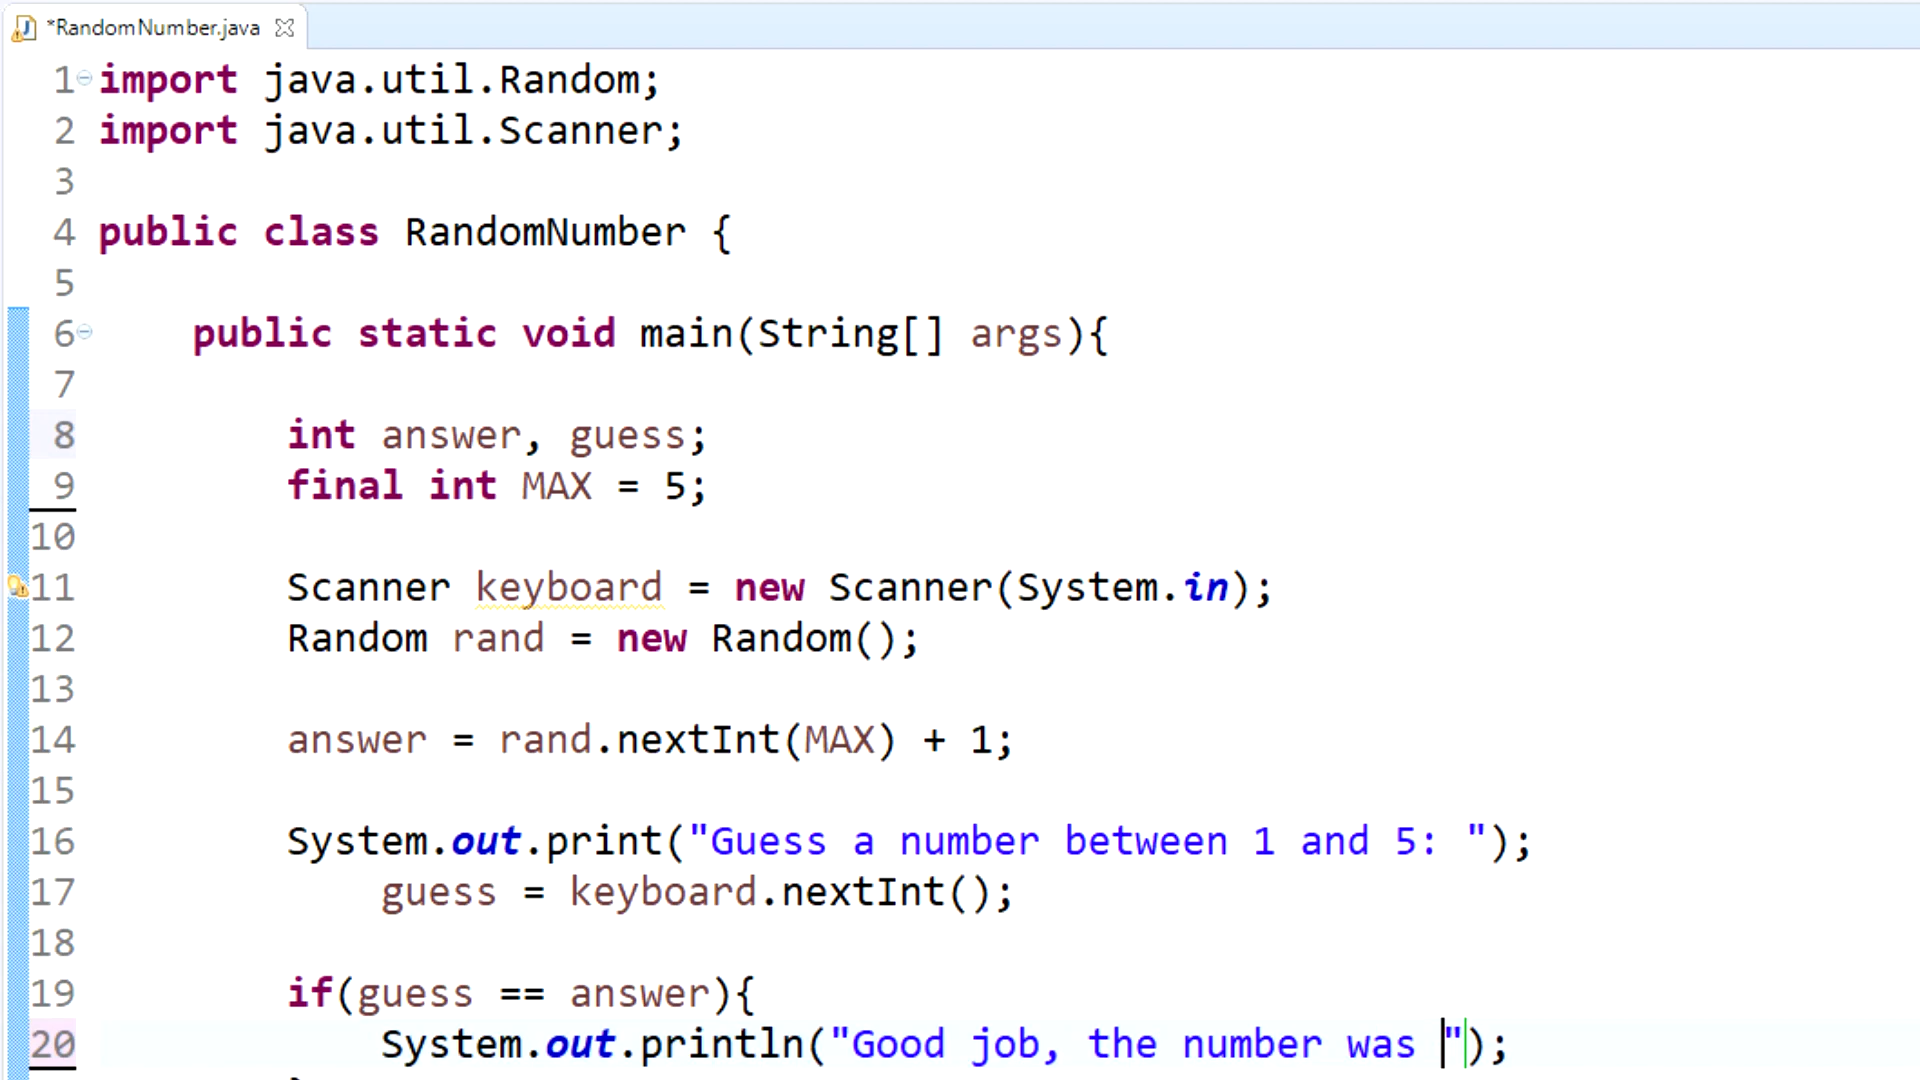 *RandomNumber.java
1 import java.util.Random;
2 import java.util.Scanner;
3
4 public class RandomNumber {
5
6     public static void main(String[] args){
7
8         int answer, guess;
9         final int MAX = 5;
10
11         Scanner keyboard = new Scanner(System.in);
12         Random rand = new Random();
13
14         answer = rand.nextInt(MAX) + 1;
15
16         System.out.print("Guess a number between 1 and 5: ");
17             guess = keyboard.nextInt();
18
19         if(guess == answer){
20             System.out.println("Good job, the number was ");